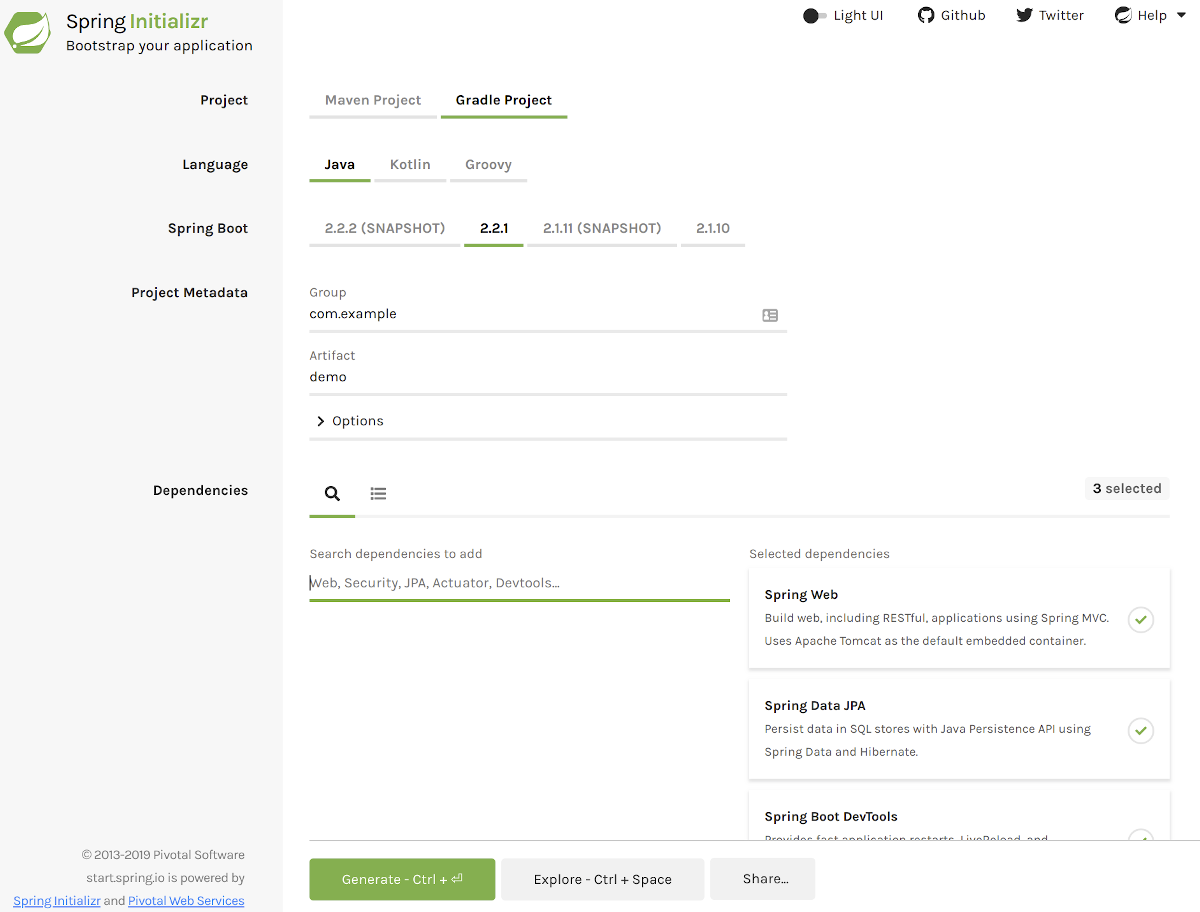 Spring Initializr
Bootstrap your application
Light UI
Github
Twitter
Help
Project
Maven Project
Gradle Project
Language
Java
Kotlin
Groovy
Spring Boot
2.2.2 (SNAPSHOT)
2.2.1
2.1.11 (SNAPSHOT)
2.1.10
Project Metadata
Group
com.example
Artifact
demo
Options
Dependencies
3 selected
Search dependencies to add
Web, Security, JPA, Actuator, Devtools...
Selected dependencies
Spring Web
Build web, including RESTful, applications using Spring MVC.
Uses Apache Tomcat as the default embedded container.
Spring Data JPA
Persist data in SQL stores with Java Persistence API using
Spring Data and Hibernate.
Spring Boot DevTools
Provides fast application restarts, LiveReload, and
© 2013-2019 Pivotal Software
start.spring.io is powered by
Spring Initializr and Pivotal Web Services
Generate - Ctrl + ⏎
Explore - Ctrl + Space
Share...